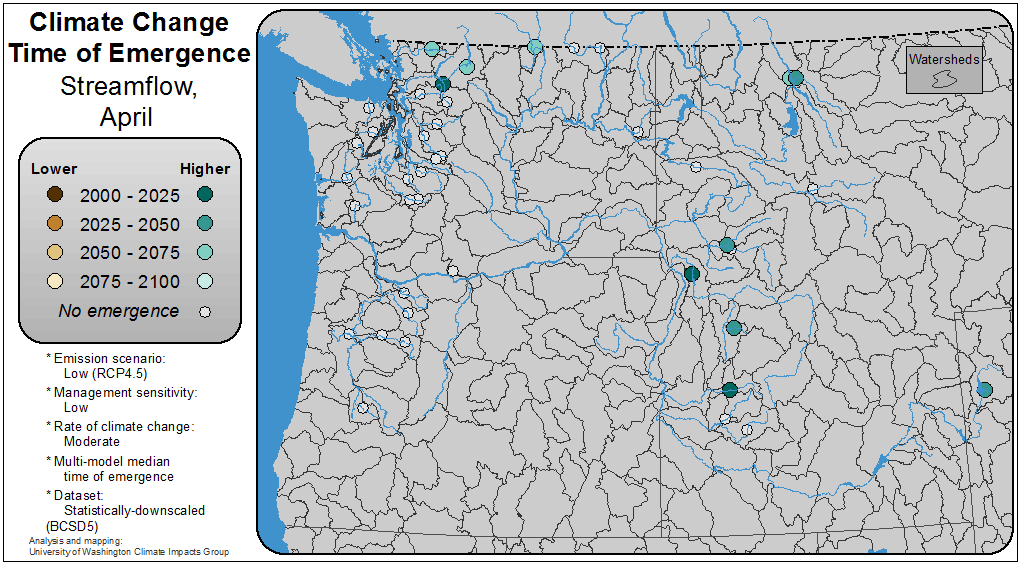 Climate Change
Time of Emergence
Streamflow,
April
Lower Higher
2000 - 2025
2025 - 2050
2050 - 2075
2075 - 2100
No emergence
* Emission scenario:
Low (RCP4.5)
* Management sensitivity:
Low
* Rate of climate change:
Moderate
* Multi-model median
time of emergence
* Dataset:
Statistically-downscaled
(BCSD5)
Analysis and mapping:
University of Washington Climate Impacts Group
Watersheds